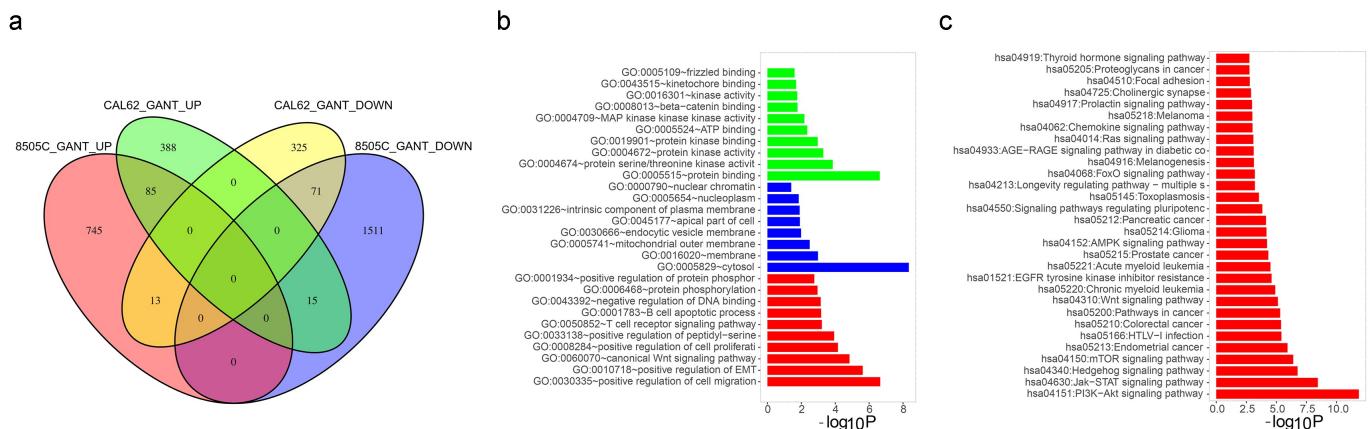 a
CAL62_GANT_UP
CAL62_GANT_DOWN
8505C_GANT_UP
8505C_GANT_DOWN
388
325
85
0
71
745
0
0
1511
0
13
15
0
0
0
b
GO:0005109~frizzled binding
GO:0043515~kinetochore binding
GO:0016301~kinase activity
GO:0008013~beta-catenin binding
GO:0004709~MAP kinase kinase kinase activity
GO:0005524~ATP binding
GO:0019901~protein kinase binding
GO:0004672~protein kinase activity
GO:0004674~protein serine/threonine kinase activit
GO:0005515~protein binding
GO:0000790~nuclear chromatin
GO:0005654~nucleoplasm
GO:0031226~intrinsic component of plasma membrane
GO:0045177~apical part of cell
GO:0030666~endocytic vesicle membrane
GO:0005741~mitochondrial outer membrane
GO:0016020~membrane
GO:0005829~cytosol
GO:0001934~positive regulation of protein phosphor
GO:0006468~protein phosphorylation
GO:0043392~negative regulation of DNA binding
GO:0001783~B cell apoptotic process
GO:0050852~T cell receptor signaling pathway
GO:0033138~positive regulation of peptidyl−serine
GO:0008284~positive regulation of cell proliferati
GO:0060070~canonical Wnt signaling pathway
GO:0010718~positive regulation of EMT
GO:0030335~positive regulation of cell migration
0 2 4 6 8
-log10P
c
hsa04919:Thyroid hormone signaling pathway
hsa05205:Proteoglycans in cancer
hsa04510:Focal adhesion
hsa04725:Cholinergic synapse
hsa04917:Prolactin signaling pathway
hsa05218:Melanoma
hsa04062:Chemokine signaling pathway
hsa04014:Ras signaling pathway
hsa04933:AGE−RAGE signaling pathway in diabetic co
hsa04916:Melanogenesis
hsa04068:FoxO signaling pathway
hsa04213:Longevity regulating pathway − multiple s
hsa05145:Toxoplasmosis
hsa04550:Signaling pathways regulating pluripotenc
hsa05212:Pancreatic cancer
hsa05214:Glioma
hsa04152:AMPK signaling pathway
hsa05215:Prostate cancer
hsa05221:Acute myeloid leukemia
hsa01521:EGFR tyrosine kinase inhibitor resistance
hsa05220:Chronic myeloid leukemia
hsa04310:Wnt signaling pathway
hsa05200:Pathways in cancer
hsa05210:Colorectal cancer
hsa05166:HTLV−I infection
hsa05213:Endometrial cancer
hsa04150:mTOR signaling pathway
hsa04340:Hedgehog signaling pathway
hsa04630:Jak−STAT signaling pathway
hsa04151:PI3K−Akt signaling pathway
0.0 2.5 5.0 7.5 10.0
-log10P